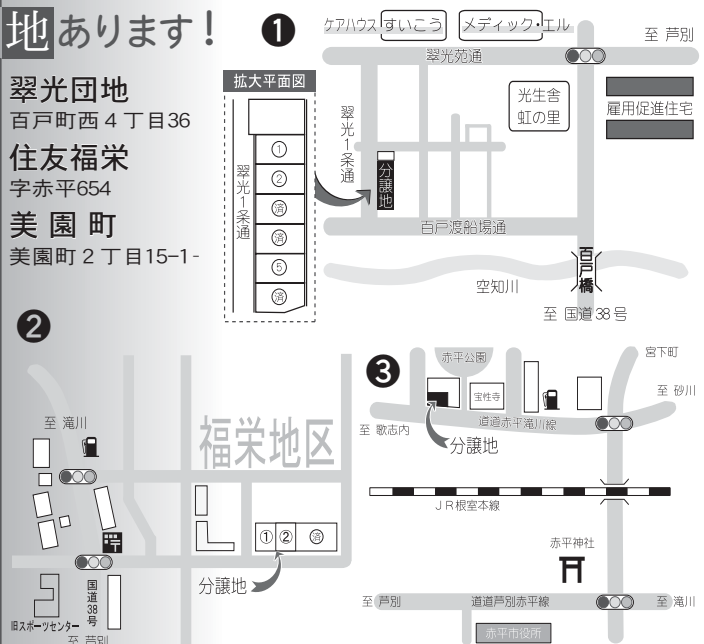 地あります!
翠光団地
百戸町西4丁目36
住友福栄
字赤平654
美園町
美園町2丁目15-1-
❶
ケアハウス すいこう
メディック・エル
至 芦別
翠光苑通
拡大平面図
①
②
済
済
⑤
済
翠光1条通
翠光1条通
分譲地
光生舎
虹の里
雇用促進住宅
百戸渡船場通
空知川
百戸橋
至 国道38号
❷
至 滝川
福栄地区
①
②
済
分譲地
国道38号
旧スポーツセンター
至 芦別
❸
赤平公園
宮下町
宝性寺
至 砂川
至 歌志内
道道赤平滝川線
分譲地
JR根室本線
赤平神社
至 芦別
道道芦別赤平線
至 滝川
赤平市役所